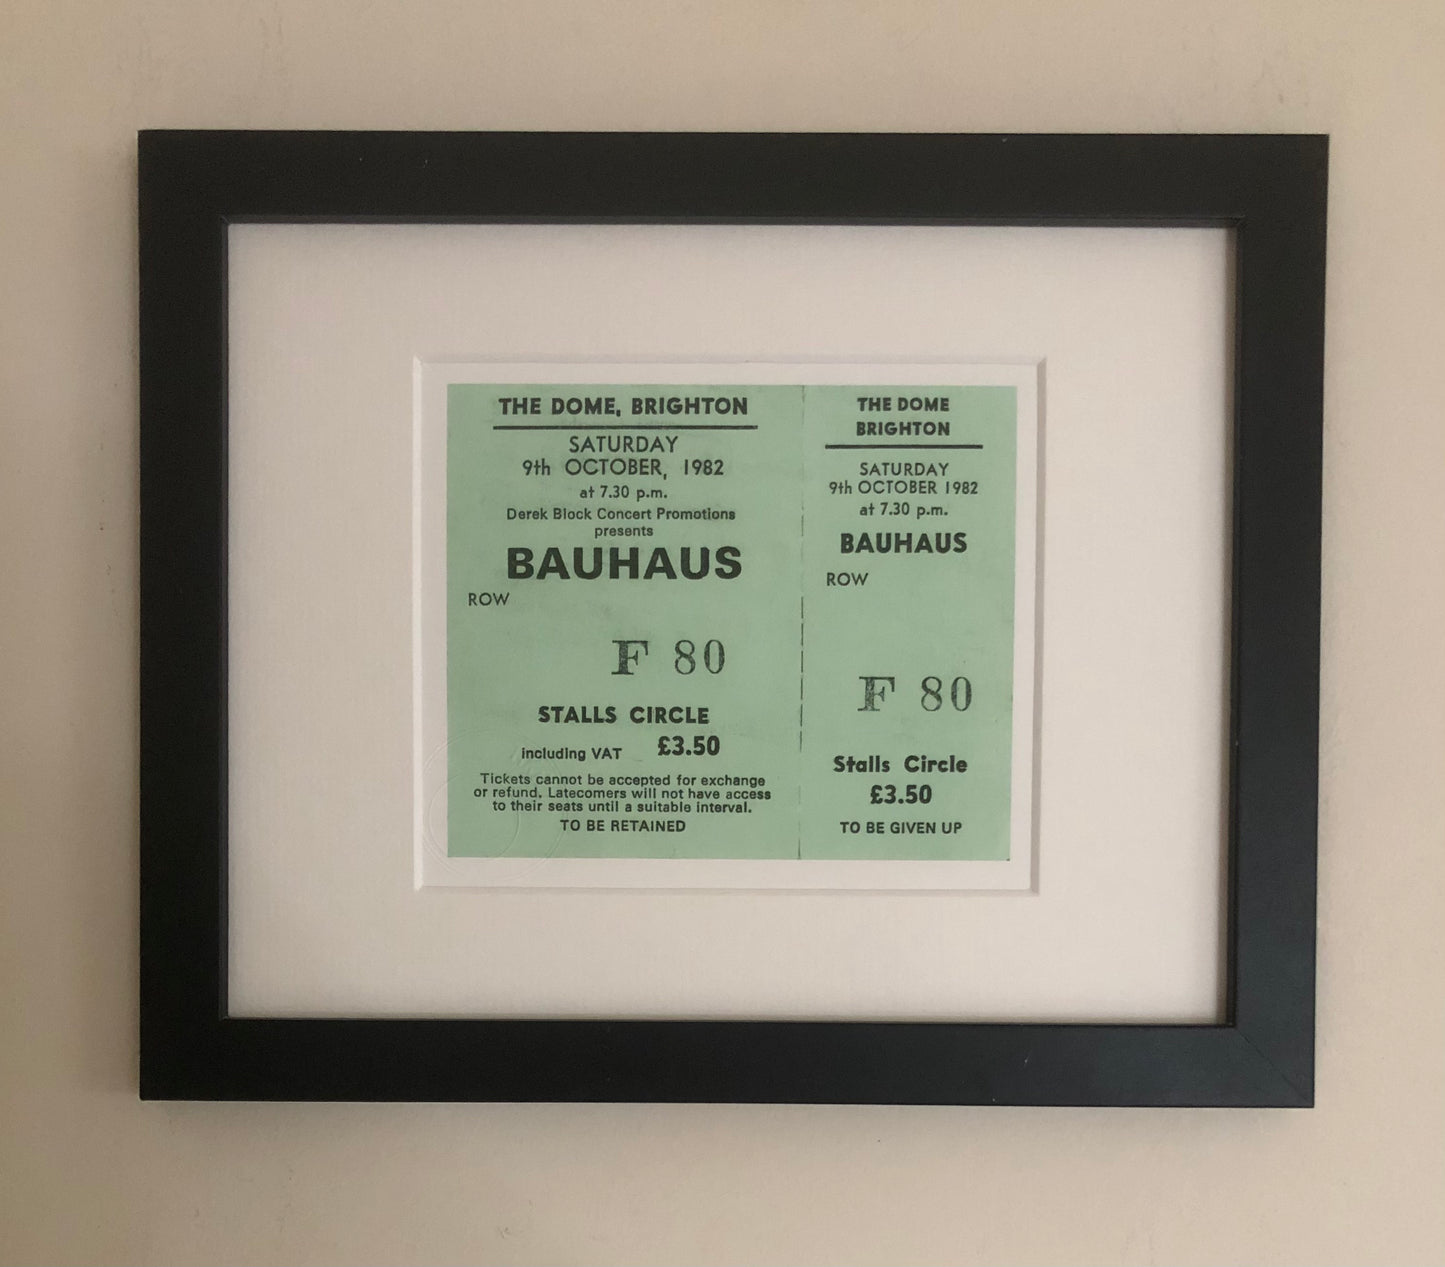 THE DOME, BRIGHTON
SATURDAY
9th OCTOBER, 1982
at 7.30 p.m.
Derek Block Concert Promotions
presents
BAUHAUS
ROW
F 80
STALLS CIRCLE
including VAT £3.50
Tickets cannot be accepted for exchange
or refund. Latecomers will not have access
to their seats until a suitable interval.
TO BE RETAINED
THE DOME
BRIGHTON
SATURDAY
9th OCTOBER 1982
at 7.30 p.m.
BAUHAUS
ROW
F 80
Stalls Circle
£3.50
TO BE GIVEN UP